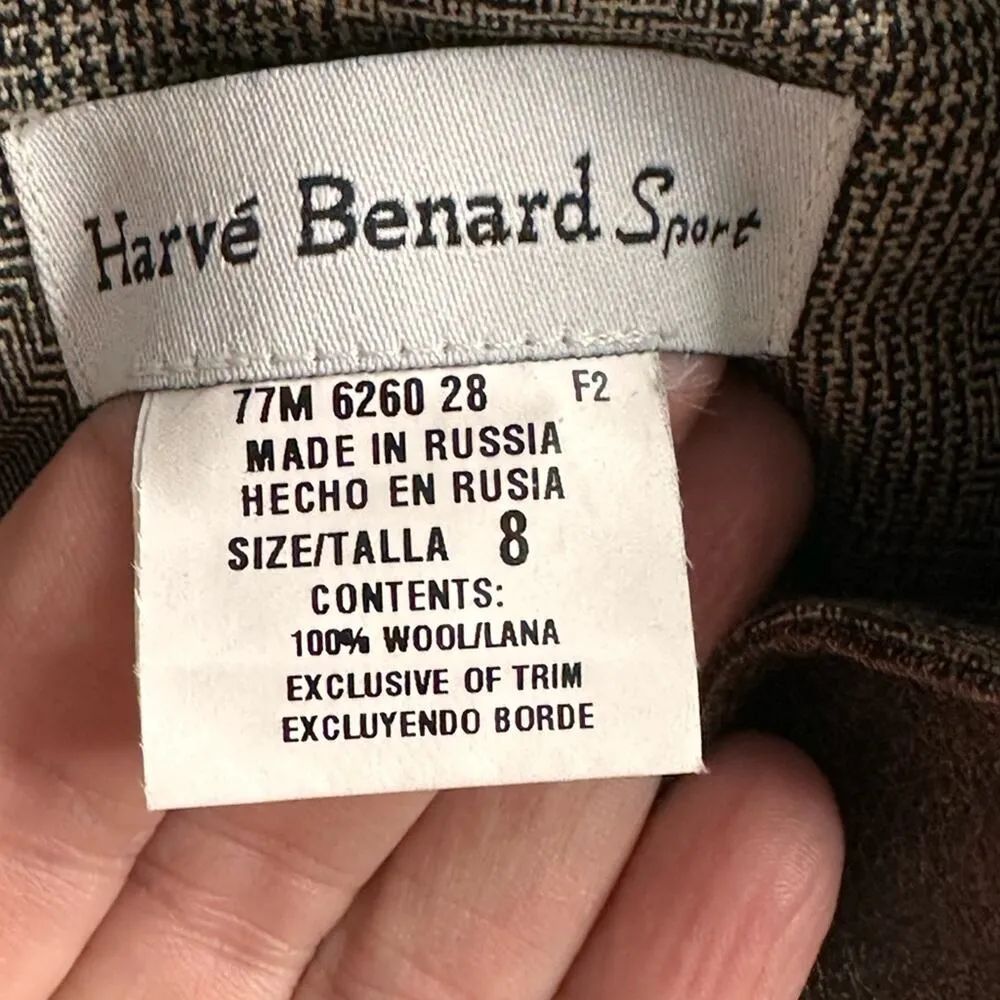 Harvé Benard Sport
77M 6260 28 F2
MADE IN RUSSIA
HECHO EN RUSIA
SIZE/TALLA 8
CONTENTS:
100% WOOL/LANA
EXCLUSIVE OF TRIM
EXCLUYENDO BORDE